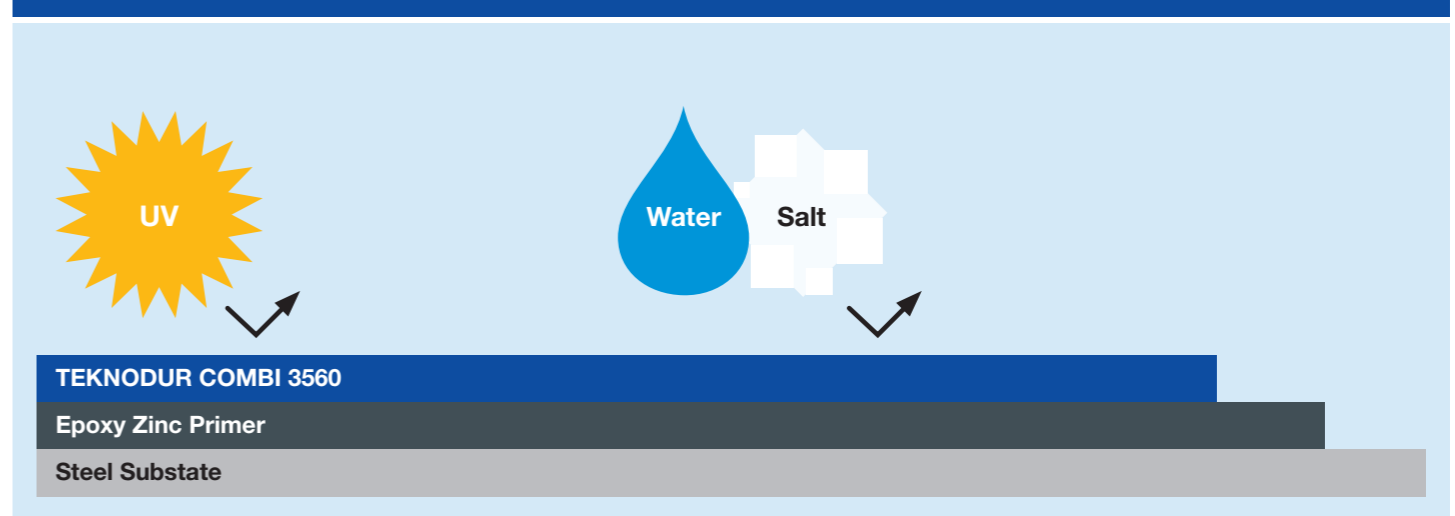 UV
Water
Salt
TEKNODUR COMBI 3560
Epoxy Zinc Primer
Steel Substate